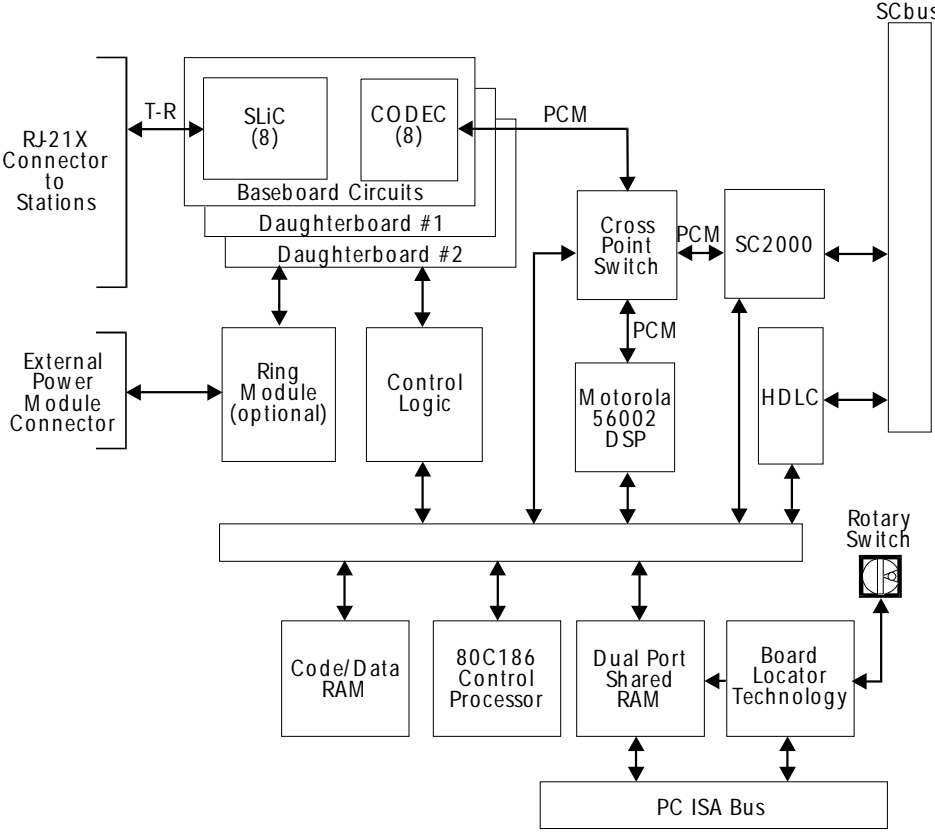 SCbus
RJ-21X
Connector
to
Stations
T-R
SLiC
(8)
CODEC
(8)
Baseboard Circuits
Daughterboard #1
Daughterboard #2
PCM
Cross
Point
Switch
PCM
SC2000
PCM
External
Power
Module
Connector
Ring
Module
(optional)
Control
Logic
Motorola
56002
DSP
HDLC
Rotary
Switch
Code/Data
RAM
80C186
Control
Processor
Dual Port
Shared
RAM
Board
Locator
Technology
PC ISA Bus